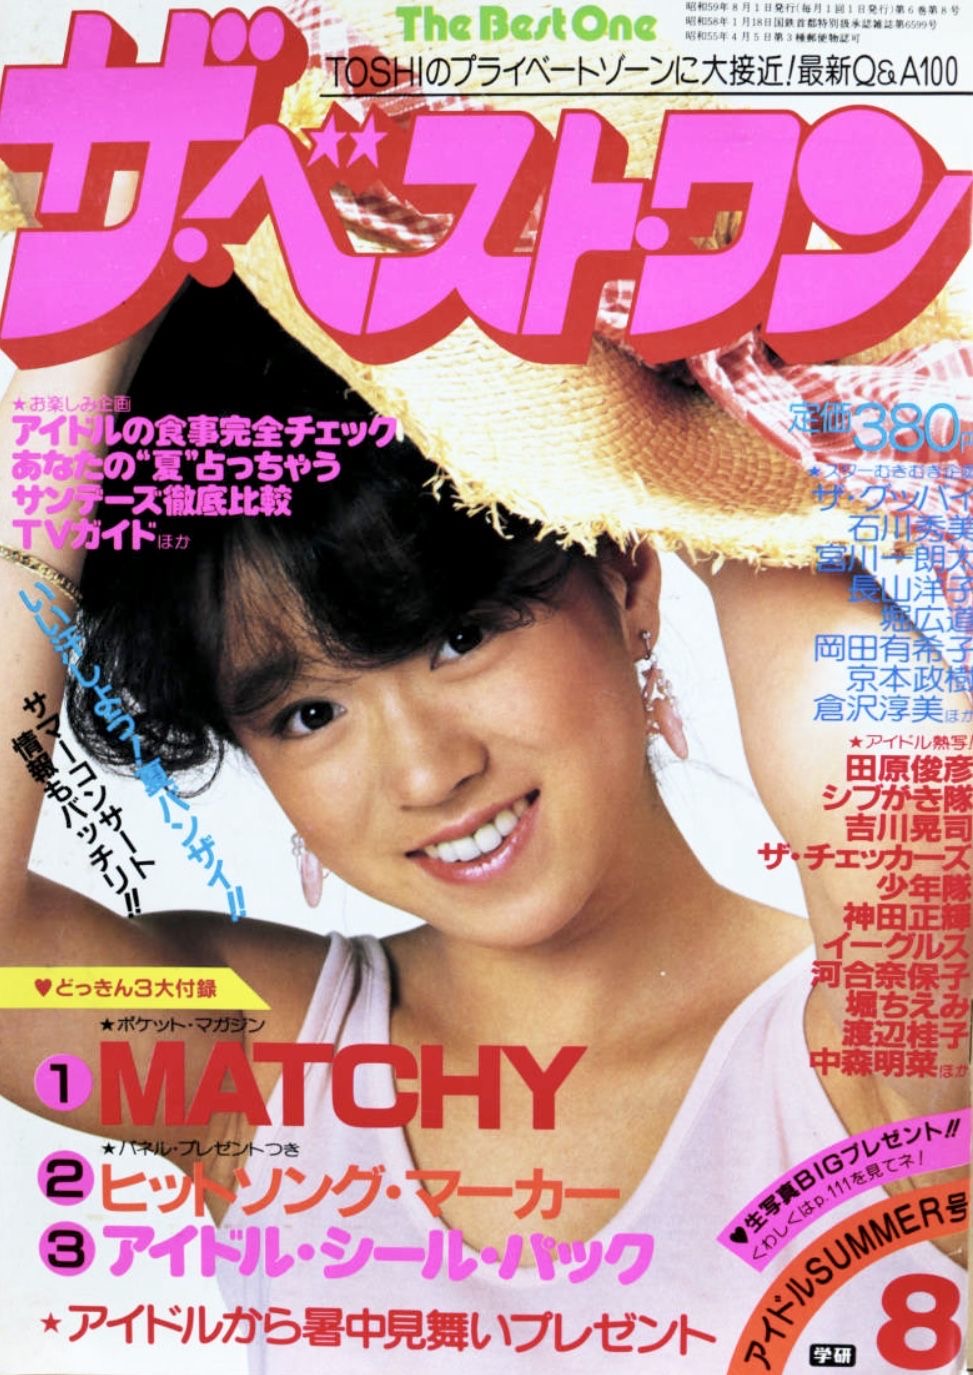 The Best One
昭和59年8月1日発行(毎月1回1日発行)第6巻第8号
昭和58年1月18日国鉄首都特別扱承認雑誌第6599号
昭和55年4月5日第3種郵便物認可
TOSHIのプライベートゾーンに大接近!最新Q&A100
ザ・ベストワン
★お楽しみ企画
アイドルの食事完全チェック
あなたの“夏”占っちゃう
サンデーズ徹底比較
TVガイドほか
定価380円
★スターむきむき企
ザ・グッバイ
石川秀美
宮川一朗太
長山洋子
堀広道
岡田有希子
京本政樹
倉沢淳美ほか
いいきましょう!夏バンザイ!!
サマーコンサート
情報もバッチリ!!
★アイドル熱写!
田原俊彦
シブがき隊
吉川晃司
ザ・チェッカーズ
少年隊
神田正輝
イーグルス
河合奈保子
堀ちえみ
渡辺桂子
中森明菜ほか
♥どっきん3大付録
★ポケット・マガジン
1 MATCHY
★パネル・プレゼントつき
2 ヒットソング・マーカー
3 アイドル・シール・パック
★アイドルから暑中見舞いプレゼント
♥生写真BIGプレゼント!!
くわしくはp.111を見てネ!
アイドルSUMMER号
学研
8